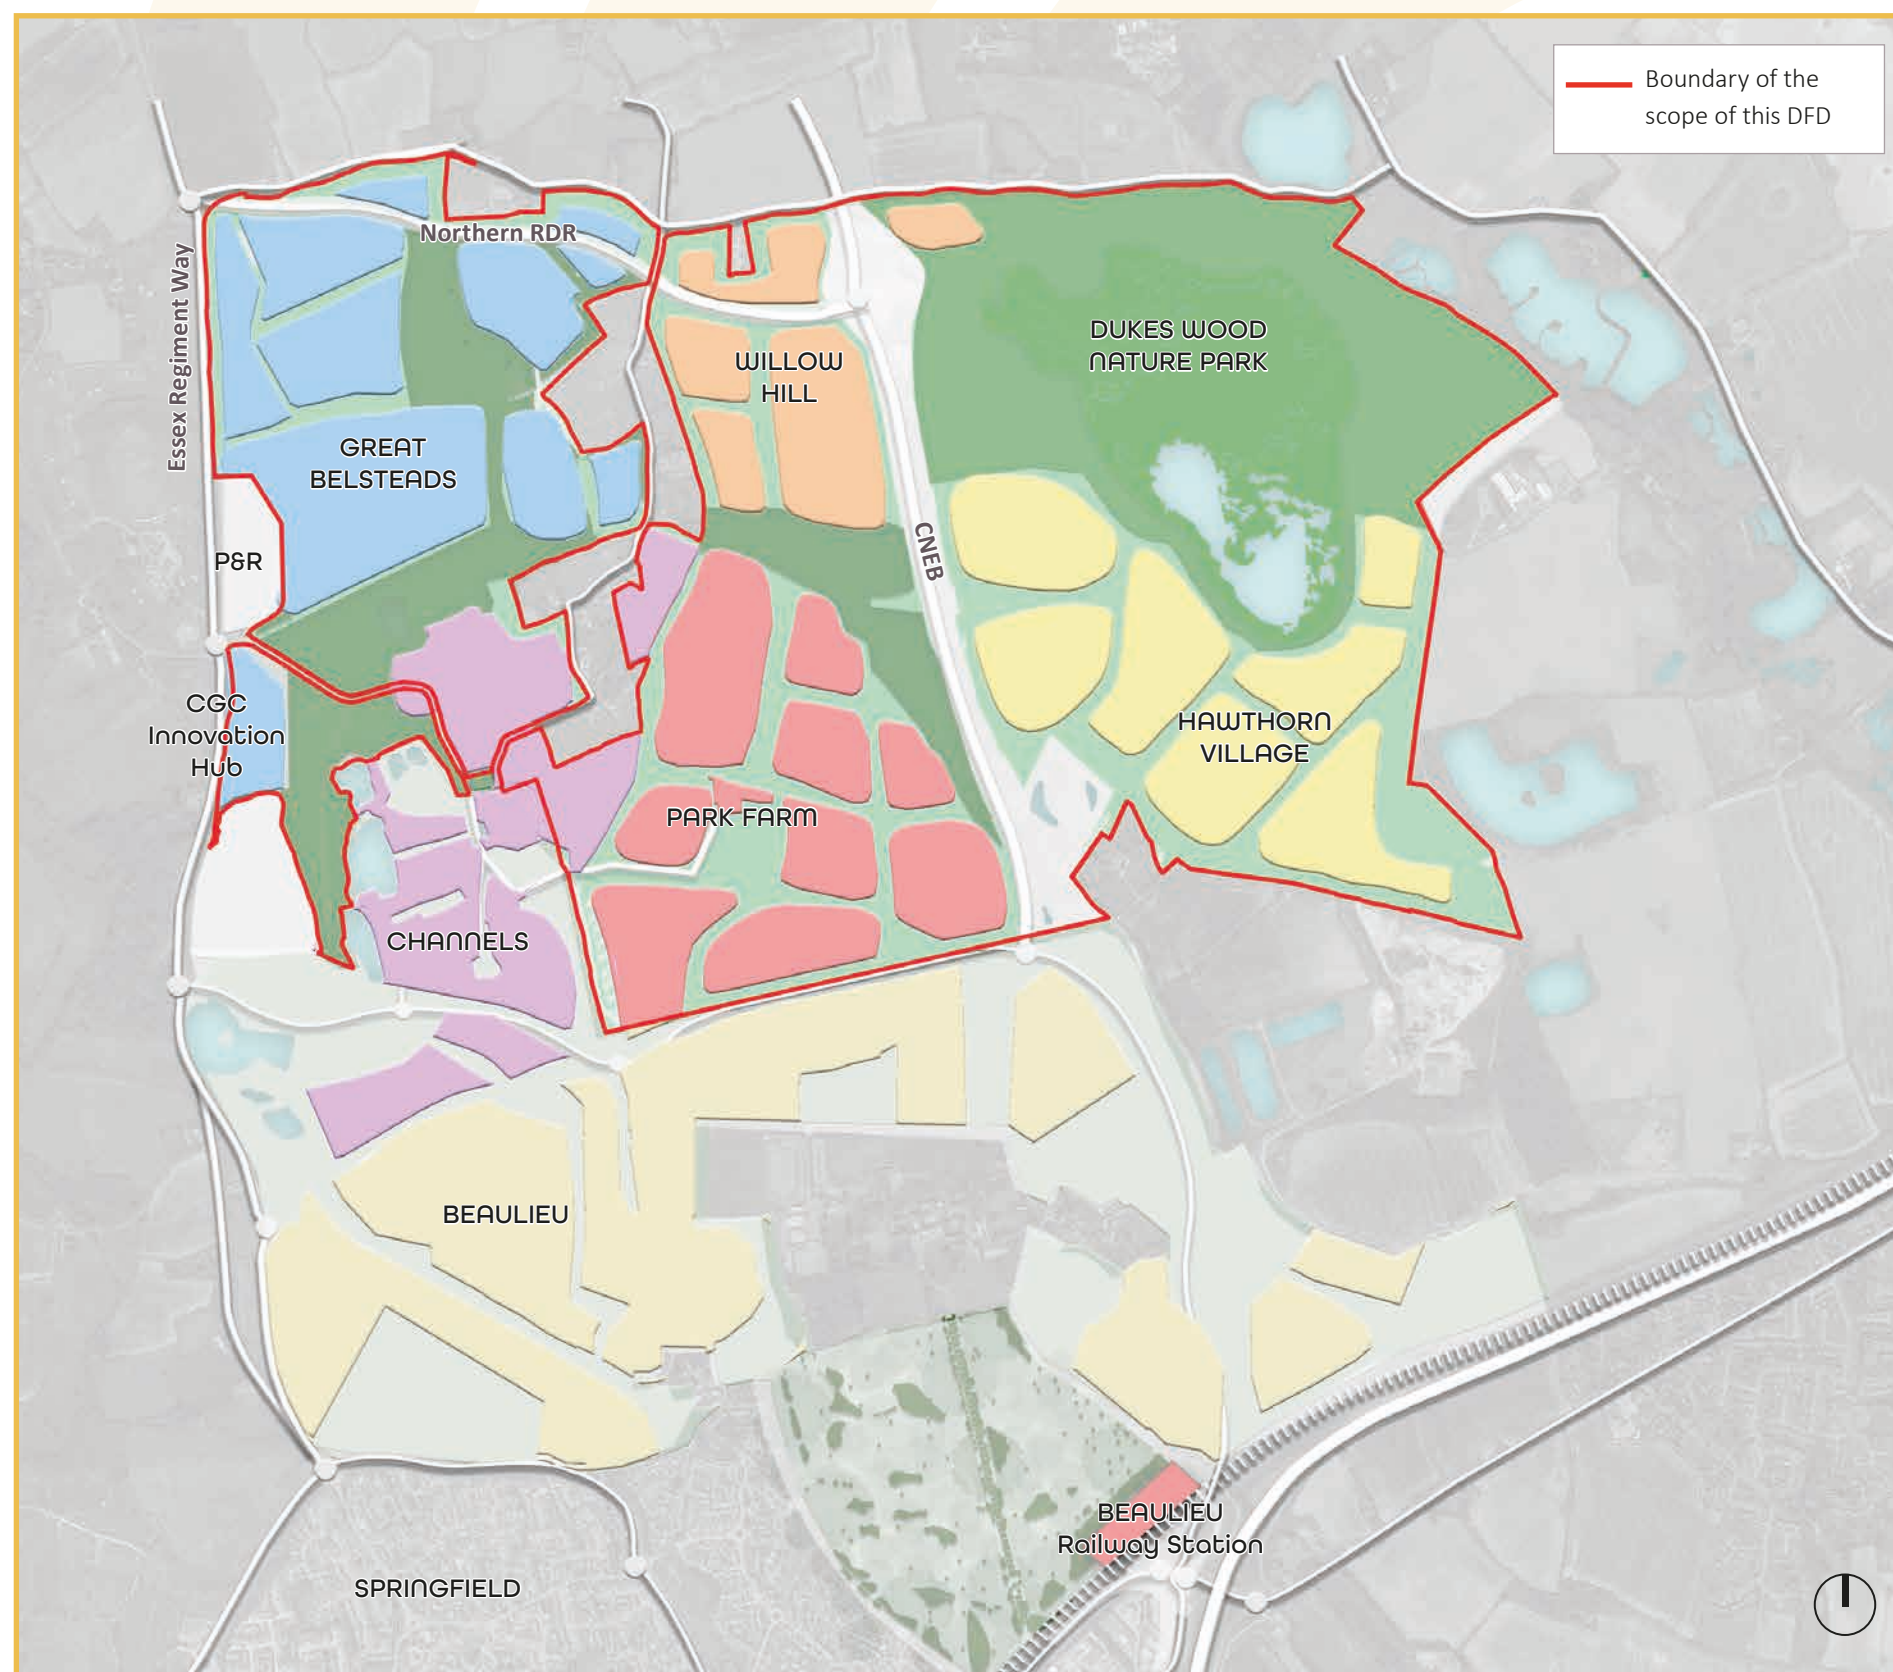 Boundary of the
scope of this DFD
Northern RDR
Essex Regiment Way
DUKES WOOD
NATURE PARK
WILLOW
HILL
GREAT
BELSTEADS
CNEB
P&R
CGC
Innovation
Hub
HAWTHORN
VILLAGE
PARK FARM
CHANNELS
BEAULIEU
BEAULIEU
Railway Station
SPRINGFIELD